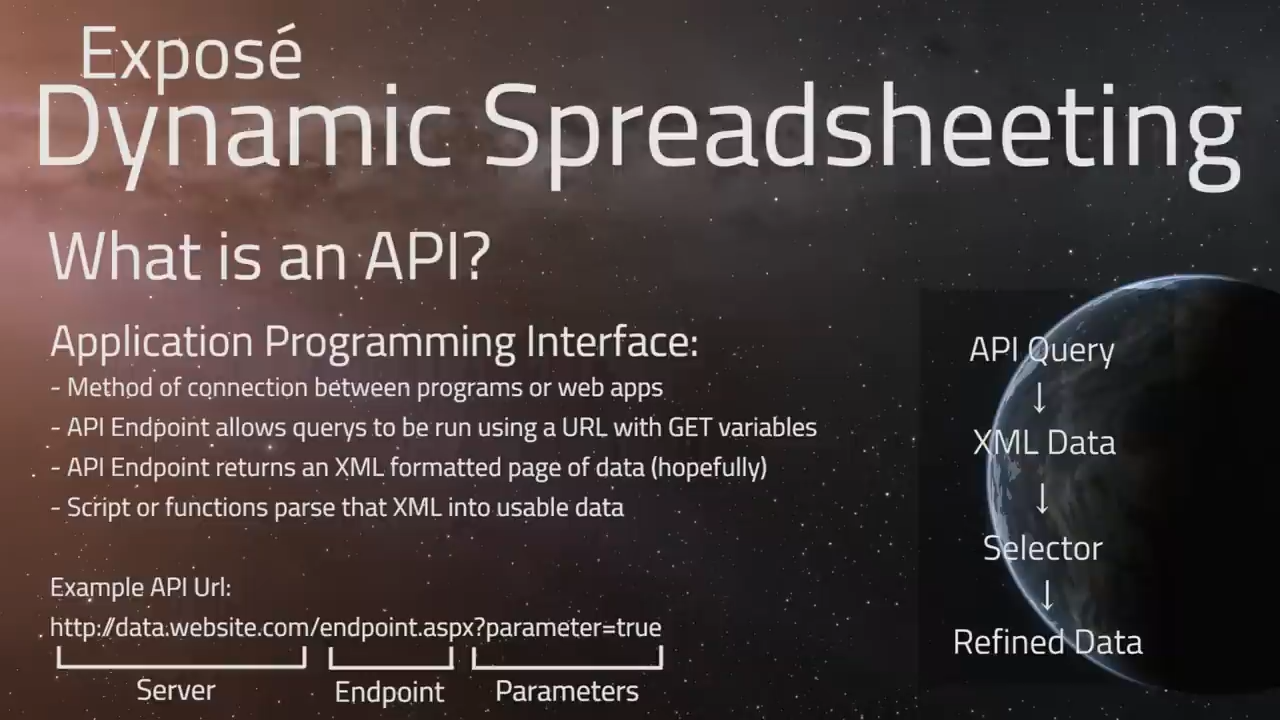 Exposé
Dynamic Spreadsheeting
What is an API?
Application Programming Interface:
- Method of connection between programs or web apps
- API Endpoint allows querys to be run using a URL with GET variables
- API Endpoint returns an XML formatted page of data (hopefully)
- Script or functions parse that XML into usable data
Example API Url:
http://data.website.com/endpoint.aspx?parameter=true
Server Endpoint Parameters
API Query
↓
XML Data
↓
Selector
↓
Refined Data